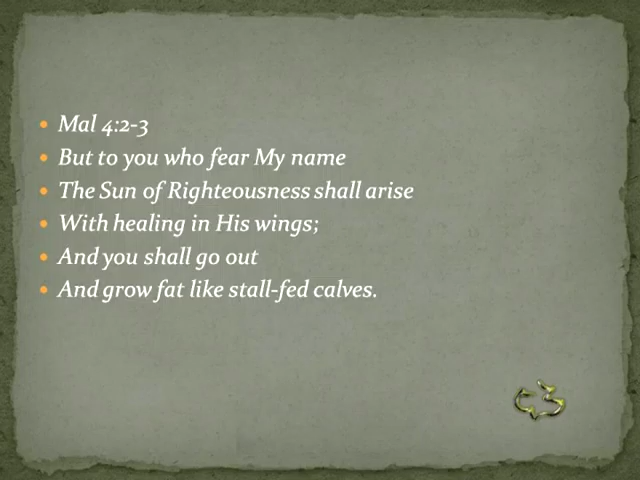 Mal 4:2-3
But to you who fear My name
The Sun of Righteousness shall arise
With healing in His wings;
And you shall go out
And grow fat like stall-fed calves.